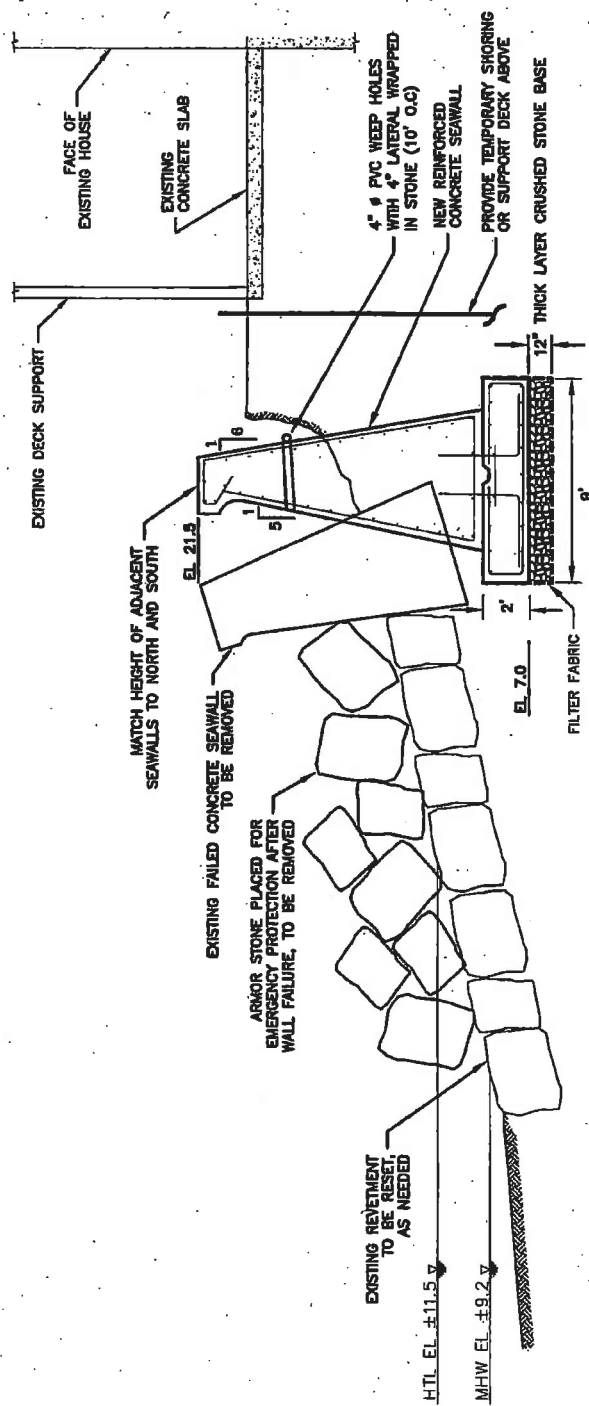 FACE OF
EXISTING HOUSE
EXISTING
CONCRETE SLAB
EXISTING DECK SUPPORT
4" ø PVC WEEP HOLES
WITH 4" LATERAL WRAPPED
IN STONE (10' O.C)
NEW REINFORCED
CONCRETE SEAWALL
PROVIDE TEMPORARY SHORING
OR SUPPORT DECK ABOVE
12" THICK LAYER CRUSHED STONE BASE
MATCH HEIGHT OF ADJACENT
SEAWALLS TO NORTH AND SOUTH
EL 21.5
1
6
1
5
EXISTING FAILED CONCRETE SEAWALL
TO BE REMOVED
ARMOR STONE PLACED FOR
EMERGENCY PROTECTION AFTER
WALL FAILURE, TO BE REMOVED
2'
9'
EL 7.0
FILTER FABRIC
EXISTING REVETMENT
TO BE RESET,
AS NEEDED
HTL EL ±11.5
MHW EL ±9.2